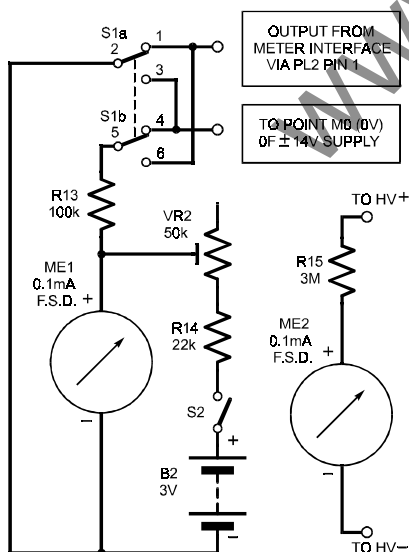 S1a
2
1
3
S1b
5
4
6
OUTPUT FROM
METER INTERFACE
VIA PL2 PIN 1
TO POINT M0 (0V)
0F ± 14V SUPPLY
R13
100k
VR2
50k
ME1
0.1mA
F.S.D.
+
−
R14
22k
S2
+
B2
3V
−
TO HV+
R15
3M
ME2
0.1mA
F.S.D.
+
−
TO HV−